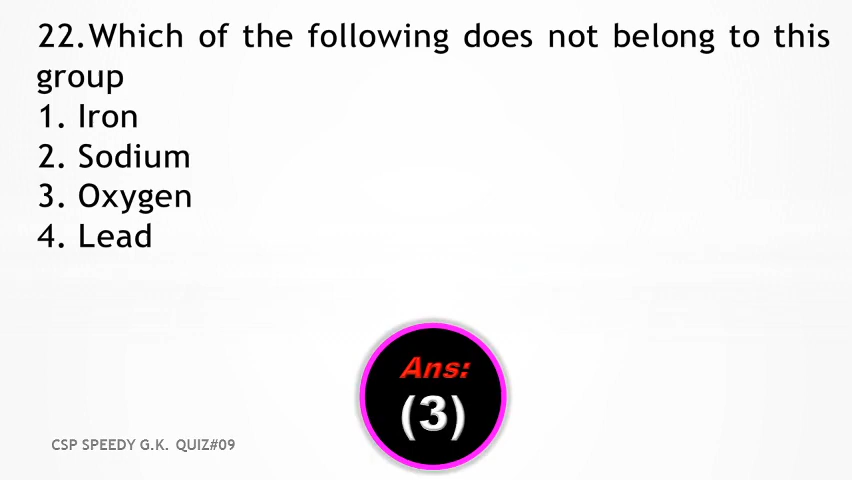 22.Which of the following does not belong to this
group
1. Iron
2. Sodium
3. Oxygen
4. Lead
Ans:
(3)
CSP SPEEDY G.K. QUIZ#09